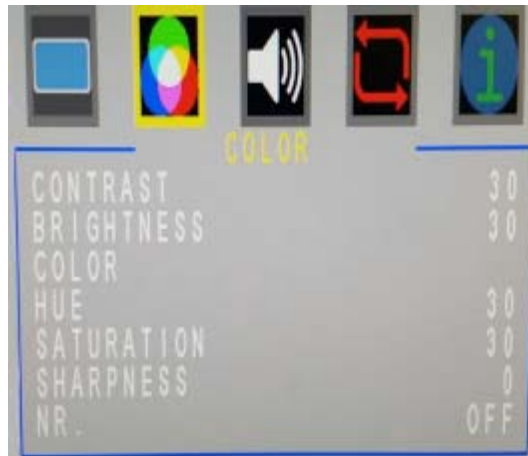 COLOR
CONTRAST 30
BRIGHTNESS 30
COLOR
HUE 30
SATURATION 30
SHARPNESS 0
NR. OFF